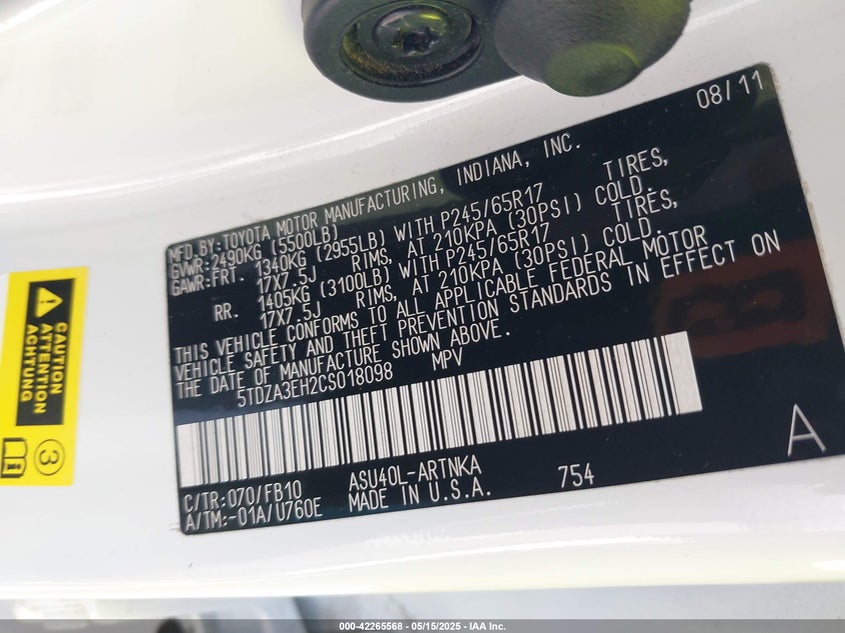 08/11
MFD.BY:TOYOTA MOTOR MANUFACTURING, INDIANA, INC.
GVWR:2490KG (5500LB)
GAWR:FRT. 1340KG (2955LB) WITH P245/65R17 TIRES,
17X7.5J RIMS, AT 210KPA (30PSI) COLD.
RR. 1405KG (3100LB) WITH P245/65R17 TIRES,
17X7.5J RIMS, AT 210KPA (30PSI) COLD.
THIS VEHICLE CONFORMS TO ALL APPLICABLE FEDERAL MOTOR
VEHICLE SAFETY AND THEFT PREVENTION STANDARDS IN EFFECT ON
THE DATE OF MANUFACTURE SHOWN ABOVE.
5TDZA3EH2CS018098 MPV
C/TR:070/FB10 ASU40L-ARTNKA 754
A/TM:-01A/U760E MADE IN U.S.A.
A
CAUTION
ATTENTION
ACHTUNG
3
000-42265568 - 05/15/2025 - IAA Inc.